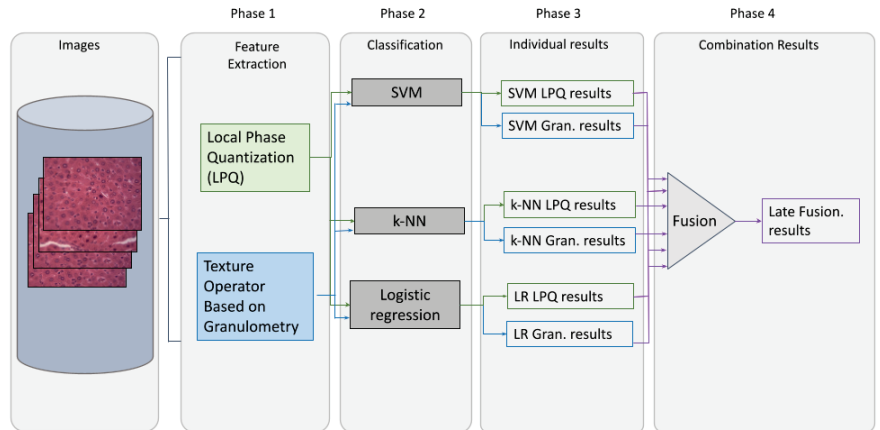 Phase 1
Phase 2
Phase 3
Phase 4
Images
Feature
Extraction
Classification
Individual results
Combination Results
Local Phase
Quantization
(LPQ)
Texture
Operator
Based on
Granulometry
SVM
k-NN
Logistic
regression
SVM LPQ results
SVM Gran. results
k-NN LPQ results
k-NN Gran. results
LR LPQ results
LR Gran. results
Fusion
Late Fusion.
results